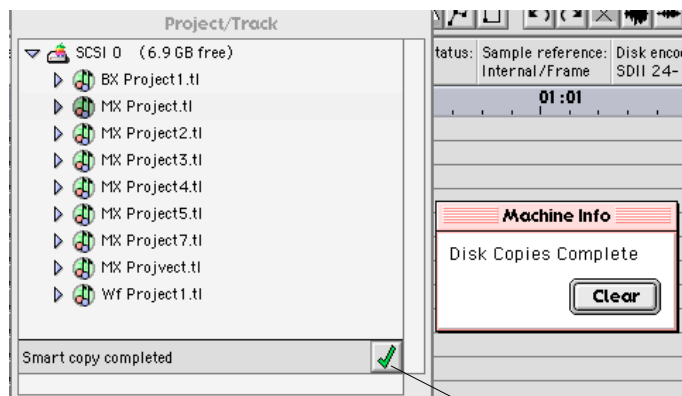 Project/Track
SCSI 0 (6.9 GB free)
BX Project1.tl
MX Project.tl
MX Project2.tl
MX Project3.tl
MX Project4.tl
MX Project5.tl
MX Project7.tl
MX Projvect.tl
Wf Project1.tl
Smart copy completed
tatus: Sample reference: Disk enco
Internal/Frame SDII 24-
01:01
Machine Info
Disk Copies Complete
Clear